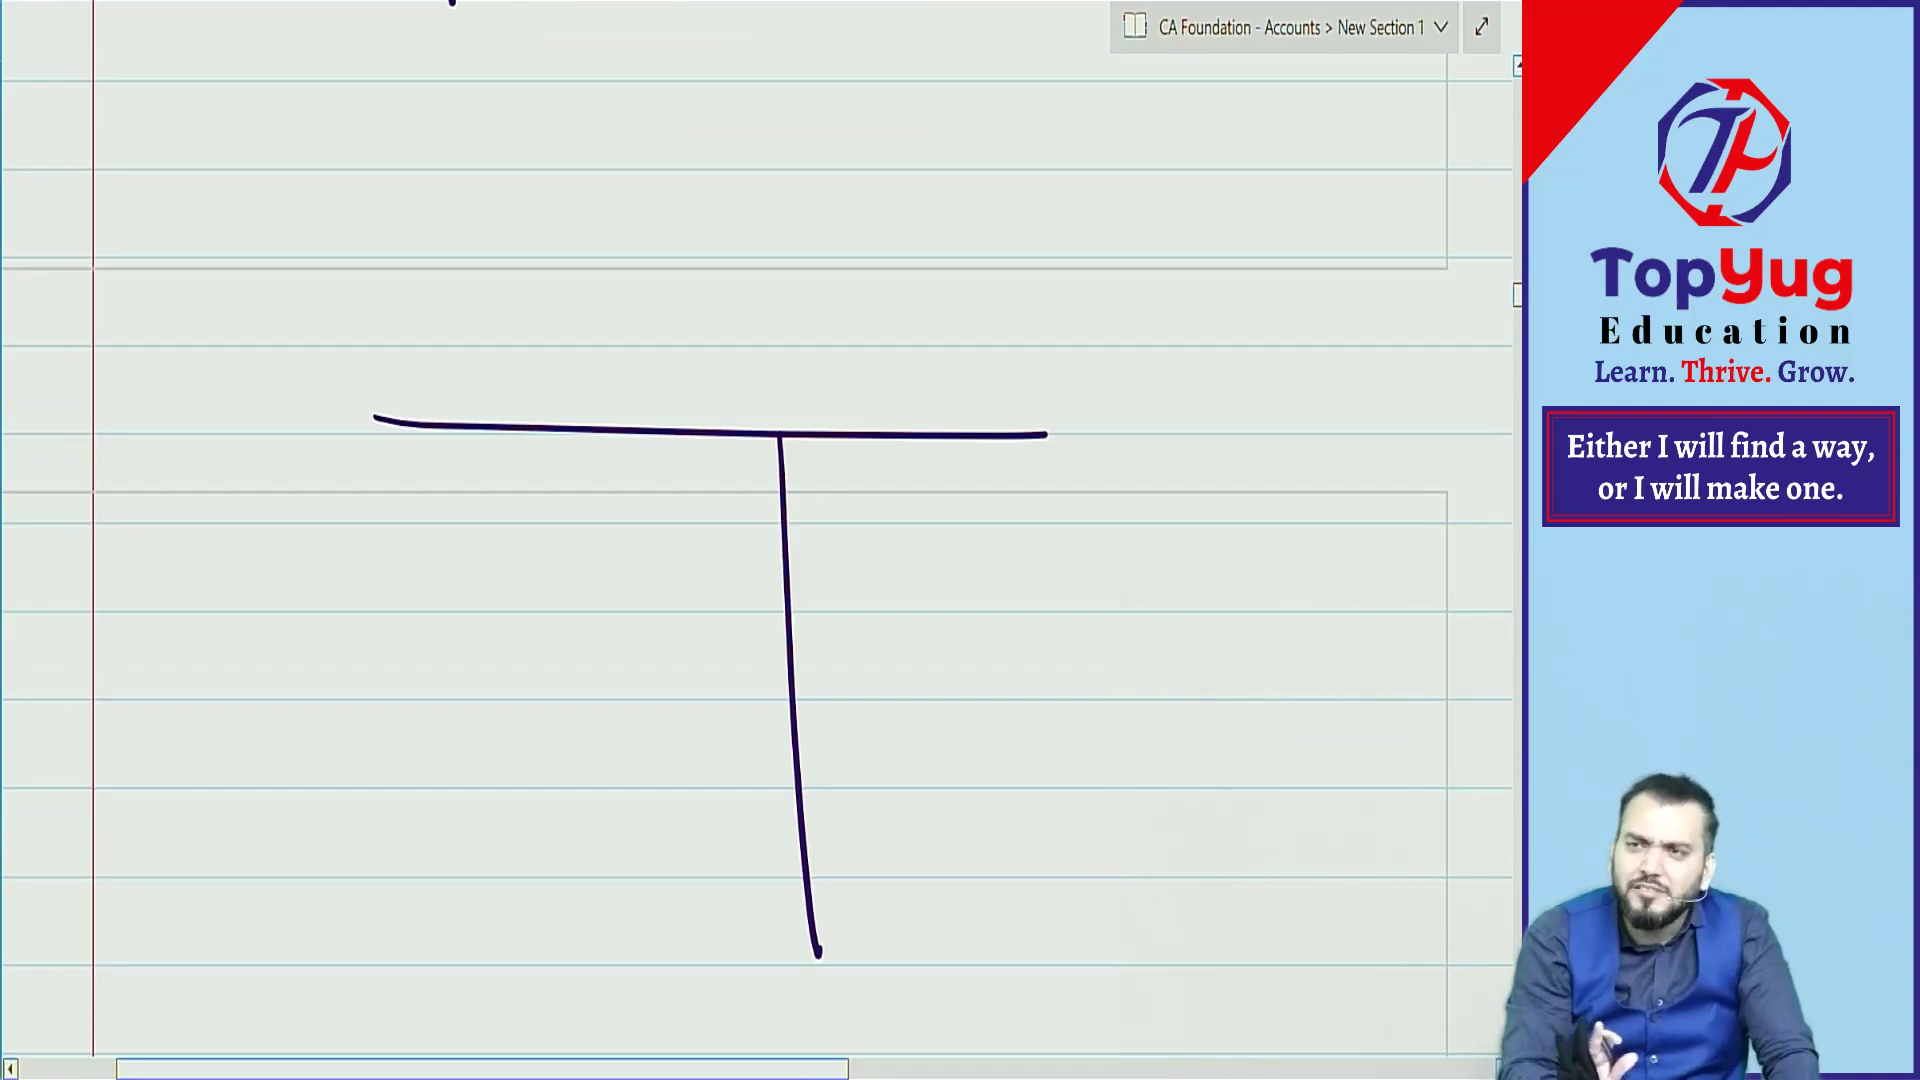 CA Foundation - Accounts > New Section 1
TopYug
Education
Learn. Thrive. Grow.
Either I will find a way,
or I will make one.